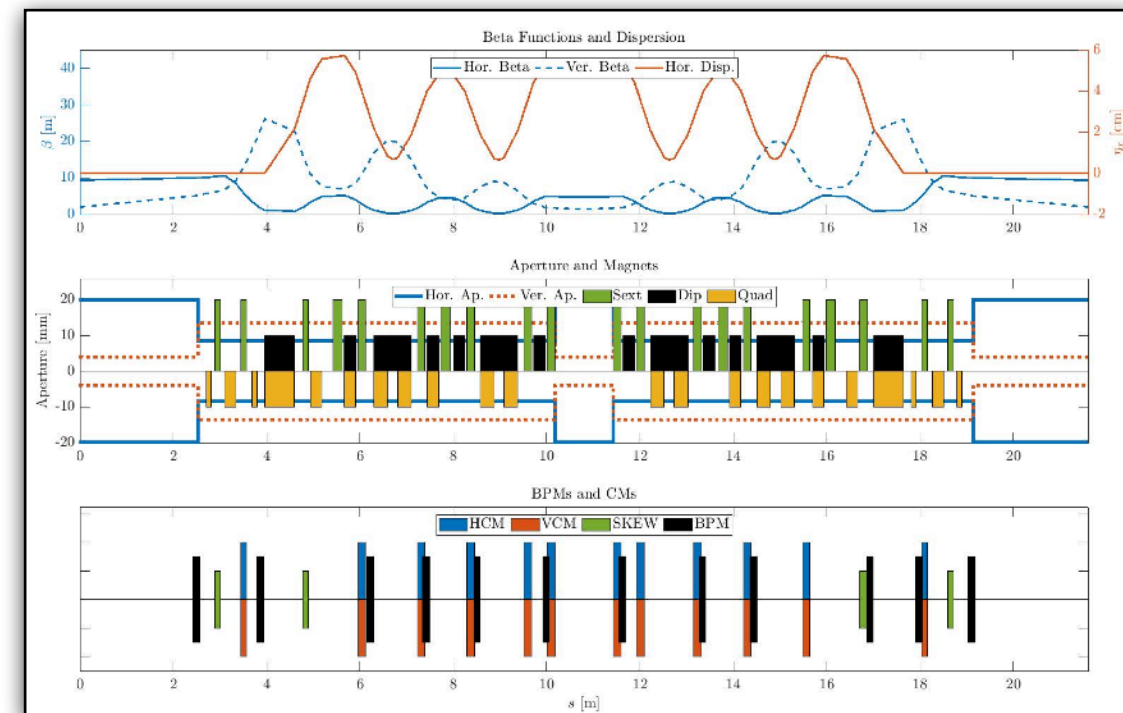 Beta Functions and Dispersion
Hor. Beta Ver. Beta Hor. Disp.
40
30
20
10
0
β [m]
6
4
2
0
-2
0 2 4 6 8 10 12 14 16 18 20
Aperture and Magnets
Hor. Ap. Ver. Ap. Sext Dip Quad
20
10
0
-10
-20
Aperture [mm]
0 2 4 6 8 10 12 14 16 18 20
BPMs and CMs
HCM VCM SKEW BPM
0 2 4 6 8 10 12 14 16 18 20
s [m]